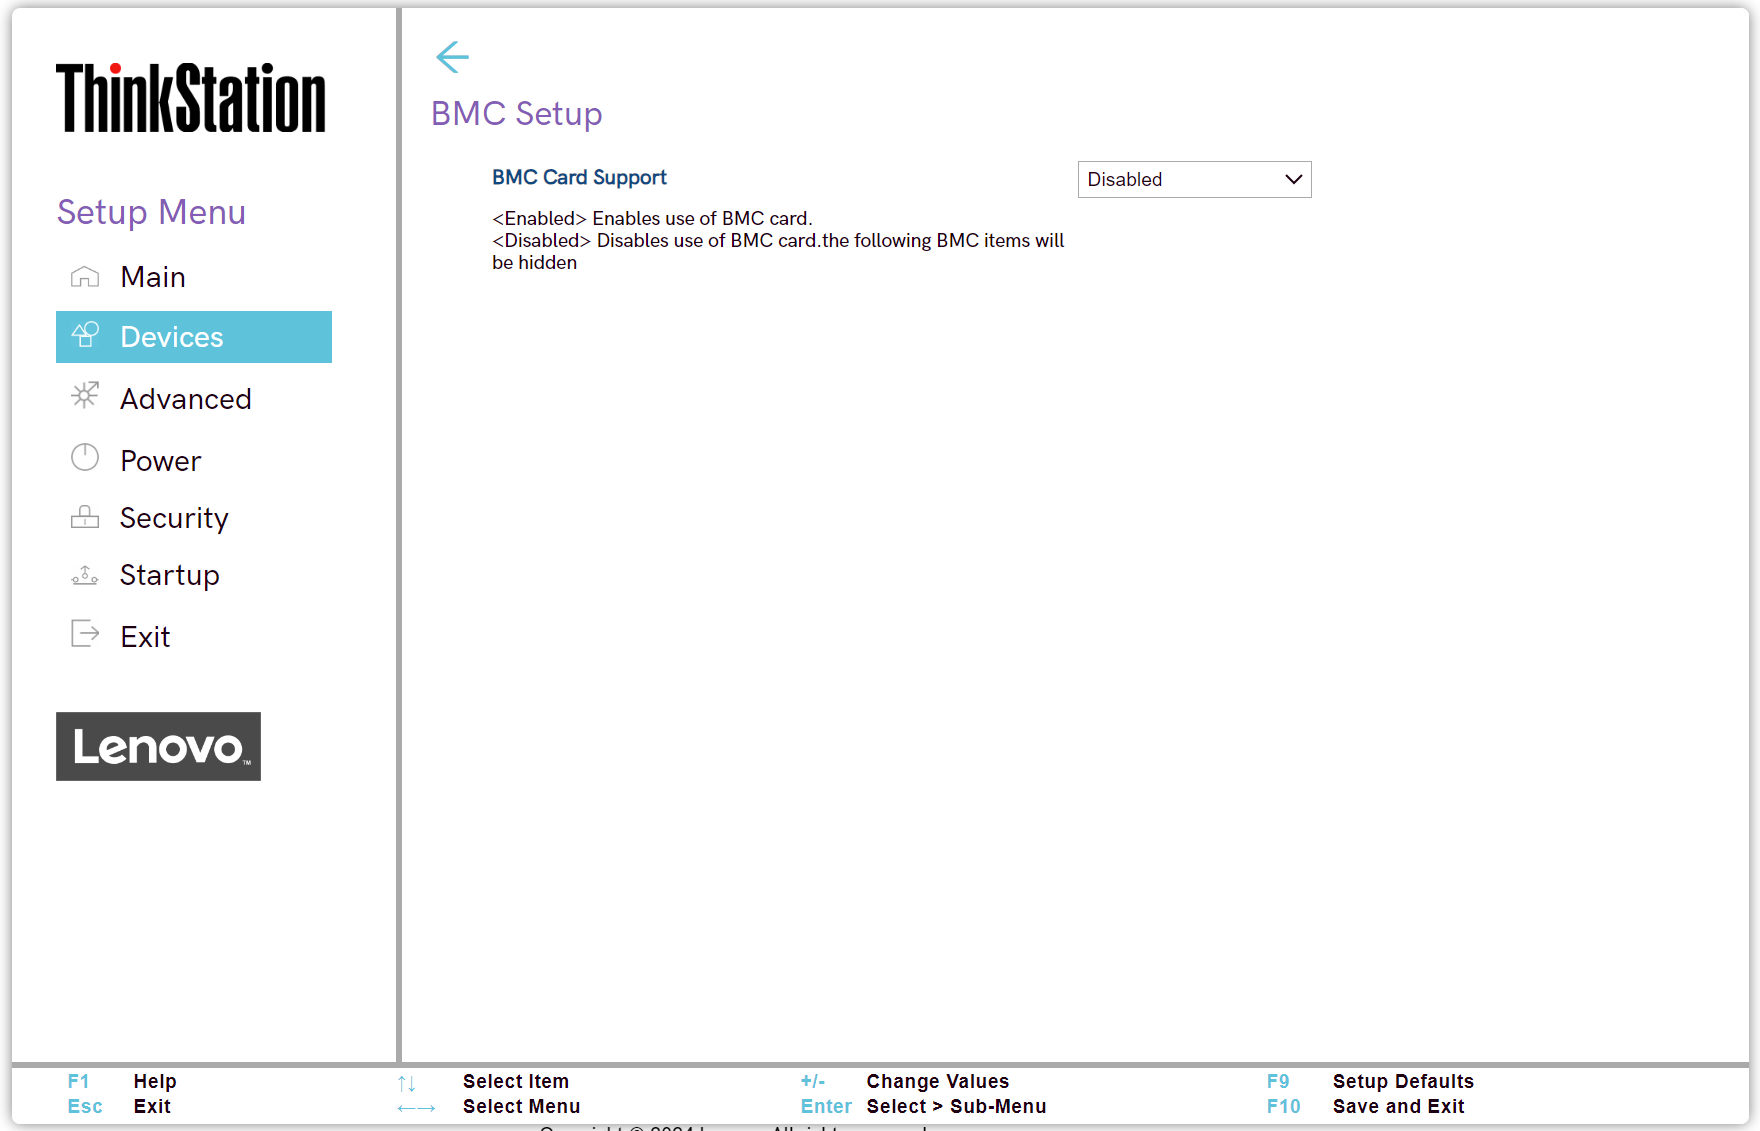 ThinkStation
Setup Menu
Main
Devices
Advanced
Power
Security
Startup
Exit
Lenovo™
BMC Setup
BMC Card Support
Disabled
<Enabled> Enables use of BMC card.
<Disabled> Disables use of BMC card.the following BMC items will
be hidden
F1 Help
Esc Exit
↑↓ Select Item
←→ Select Menu
+/- Change Values
Enter Select > Sub-Menu
F9 Setup Defaults
F10 Save and Exit